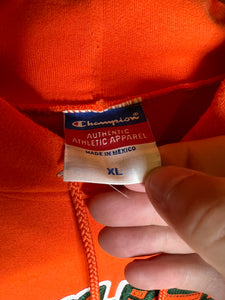 Champion
AUTHENTIC
ATHLETIC APPAREL
MADE IN MEXICO
XL